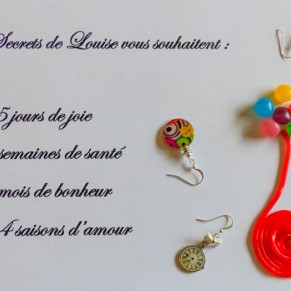 Secrets de Louise vous souhaitent :
5 jours de joie
semaines de santé
mois de bonheur
4 saisons d'amour